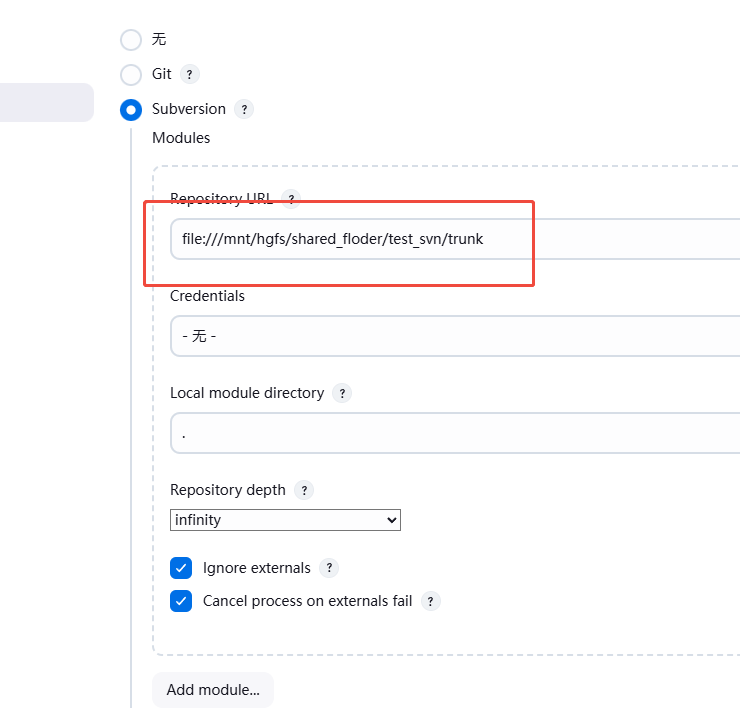 无
Git ?
Subversion ?
Modules
Repository URL ?
file:///mnt/hgfs/shared_floder/test_svn/trunk
Credentials
- 无 -
Local module directory ?
.
Repository depth ?
infinity
Ignore externals ?
Cancel process on externals fail ?
Add module...